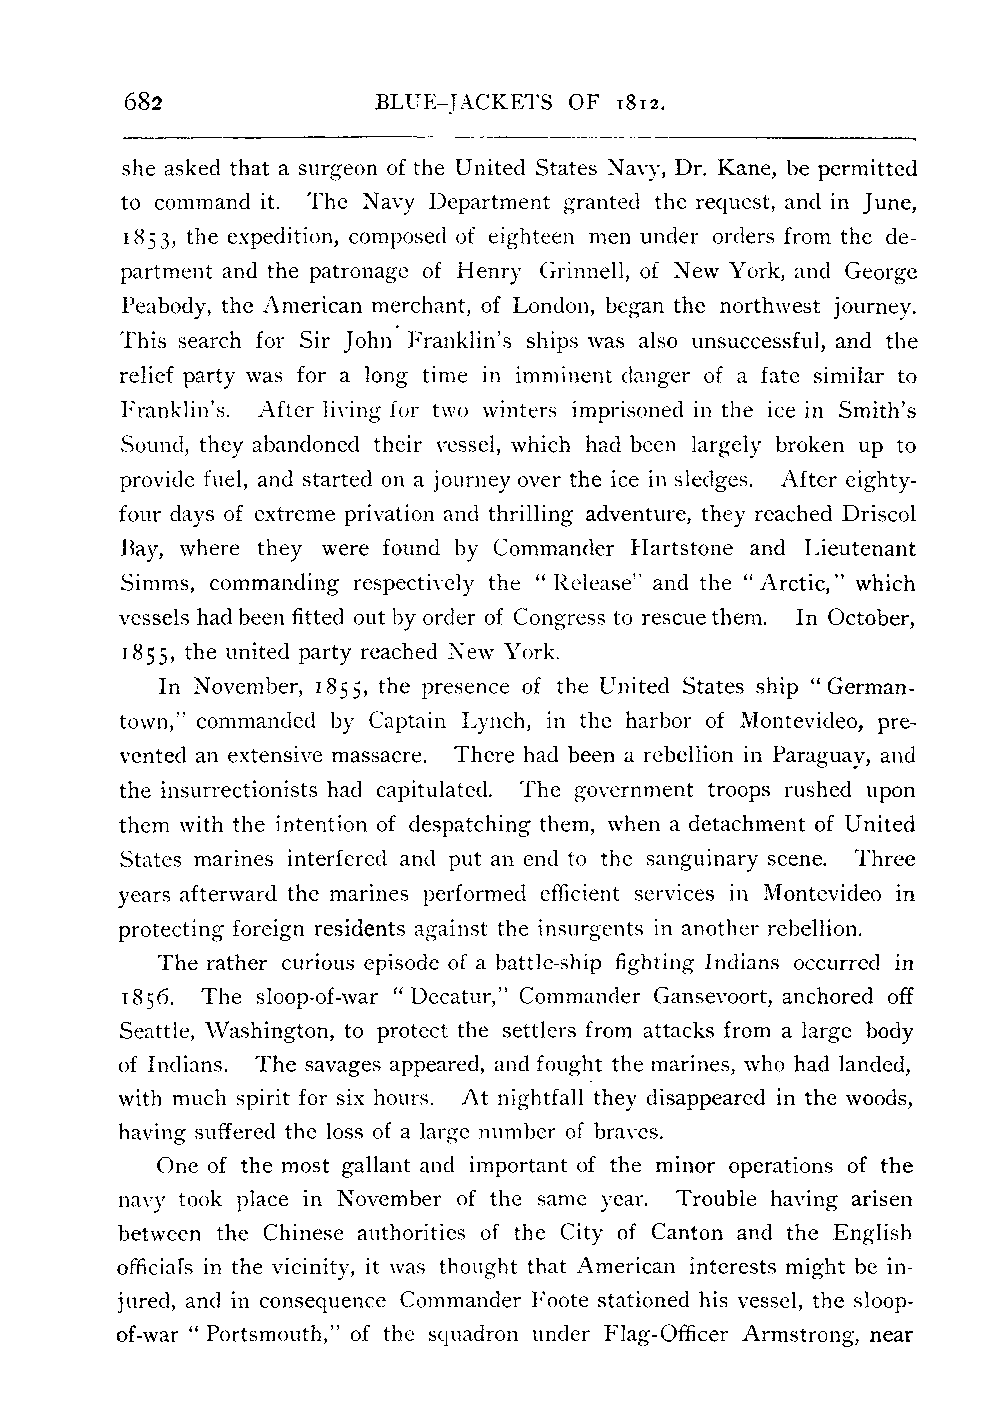 682 BLUE-JACKETS OF 1812.
she asked that a surgeon of the United States Navy, Dr. Kane, be permitted
to command it. The Navy Department granted the request, and in June,
1853, the expedition, composed of eighteen men under orders from the de-
partment and the patronage of Henry Grinnell, of New York, and George
Peabody, the American merchant, of London, began the northwest journey.
This search for Sir John Franklin's ships was also unsuccessful, and the
relief party was for a long time in imminent danger of a fate similar to
Franklin's. After living for two winters imprisoned in the ice in Smith's
Sound, they abandoned their vessel, which had been largely broken up to
provide fuel, and started on a journey over the ice in sledges. After eighty-
four days of extreme privation and thrilling adventure, they reached Driscol
Bay, where they were found by Commander Hartstone and Lieutenant
Simms, commanding respectively the "Release" and the "Arctic," which
vessels had been fitted out by order of Congress to rescue them. In October,
1855, the united party reached New York.
In November, 1855, the presence of the United States ship "German-
town," commanded by Captain Lynch, in the harbor of Montevideo, pre-
vented an extensive massacre. There had been a rebellion in Paraguay, and
the insurrectionists had capitulated. The government troops rushed upon
them with the intention of despatching them, when a detachment of United
States marines interfered and put an end to the sanguinary scene. Three
years afterward the marines performed efficient services in Montevideo in
protecting foreign residents against the insurgents in another rebellion.
The rather curious episode of a battle-ship fighting Indians occurred in
1856. The sloop-of-war "Decatur," Commander Gansevoort, anchored off
Seattle, Washington, to protect the settlers from attacks from a large body
of Indians. The savages appeared, and fought the marines, who had landed,
with much spirit for six hours. At nightfall they disappeared in the woods,
having suffered the loss of a large number of braves.
One of the most gallant and important of the minor operations of the
navy took place in November of the same year. Trouble having arisen
between the Chinese authorities of the City of Canton and the English
officials in the vicinity, it was thought that American interests might be in-
jured, and in consequence Commander Foote stationed his vessel, the sloop-
of-war "Portsmouth," of the squadron under Flag-Officer Armstrong, near